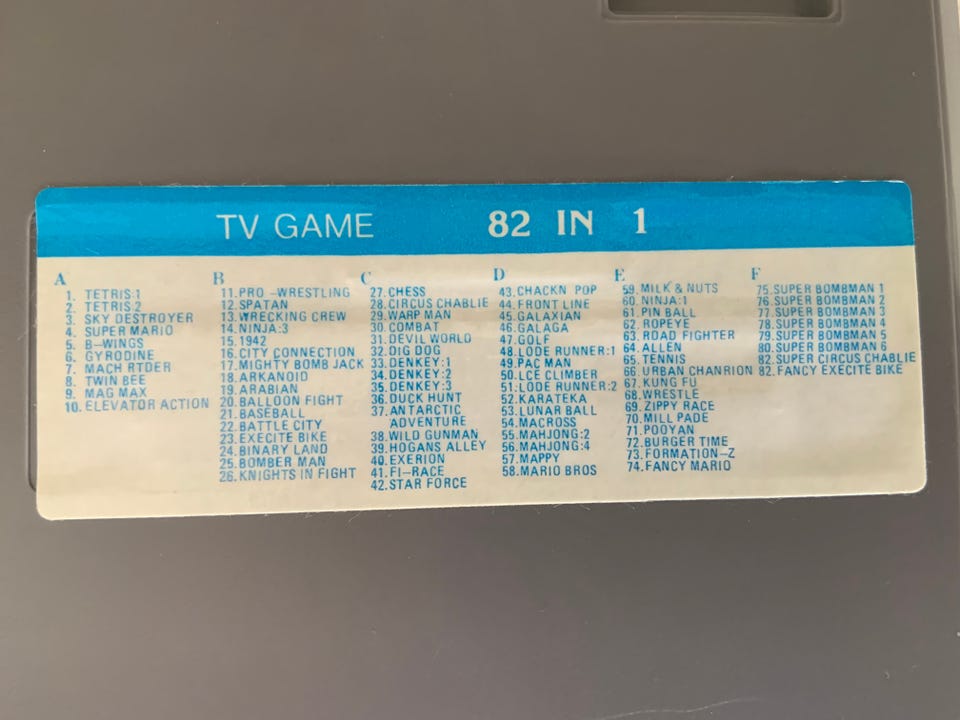 TV GAME 82 IN 1
A
1. TETRIS:1
2. TETRIS:2
3. SKY DESTROYER
4. SUPER MARIO
5. B-WINGS
6. GYRODINE
7. MACH RTDER
8. TWIN BEE
9. MAG MAX
10. ELEVATOR ACTION
B
11.PRO-WRESTLING
12.SPATAN
13.WRECKING CREW
14.NINJA:3
15.1942
16.CITY CONNECTION
17.MIGHTY BOMB JACK
18.ARKANOID
19.ARABIAN
20.BALLOON FIGHT
21.BASEBALL
22.BATTLE CITY
23.EXECITE BIKE
24.BINARY LAND
25.BOMBER MAN
26.KNIGHTS IN FIGHT
C
27.CHESS
28.CIRCUS CHABLIE
29.WARP MAN
30.COMBAT
31.DEVIL WORLD
32.DIG DOG
33.DENKEY:1
34.DENKEY:2
35.DENKEY:3
36.DUCK HUNT
37.ANTARCTIC
ADVENTURE
38.WILD GUNMAN
39.HOGANS ALLEY
40.EXERION
41.FI-RACE
42.STAR FORCE
D
43.CHACKN POP
44.FRONT LINE
45.GALAXIAN
46.GALAGA
47.GOLF
48.LODE RUNNER:1
49.PAC MAN
50.LCE CLIMBER
51.LODE RUNNER:2
52.KARATEKA
53.LUNAR BALL
54.MACROSS
55.MAHJONG:2
56.MAHJONG:4
57.MAPPY
58.MARIO BROS
E
59.MILK & NUTS
60.NINJA:1
61.PIN BALL
62.ROPEYE
63.ROAD FIGHTER
64.ALLEN
65.TENNIS
66.URBAN CHANRION
67.KUNG FU
68.WRESTLE
69.ZIPPY RACE
70.MILL PADE
71.POOYAN
72.BURGER TIME
73.FORMATION-Z
74.FANCY MARIO
F
75.SUPER BOMBMAN 1
76.SUPER BOMBMAN 2
77.SUPER BOMBMAN 3
78.SUPER BOMBMAN 4
79.SUPER BOMBMAN 5
80.SUPER BOMBMAN 6
82.SUPER CIRCUS CHABLIE
82.FANCY EXECITE BIKE